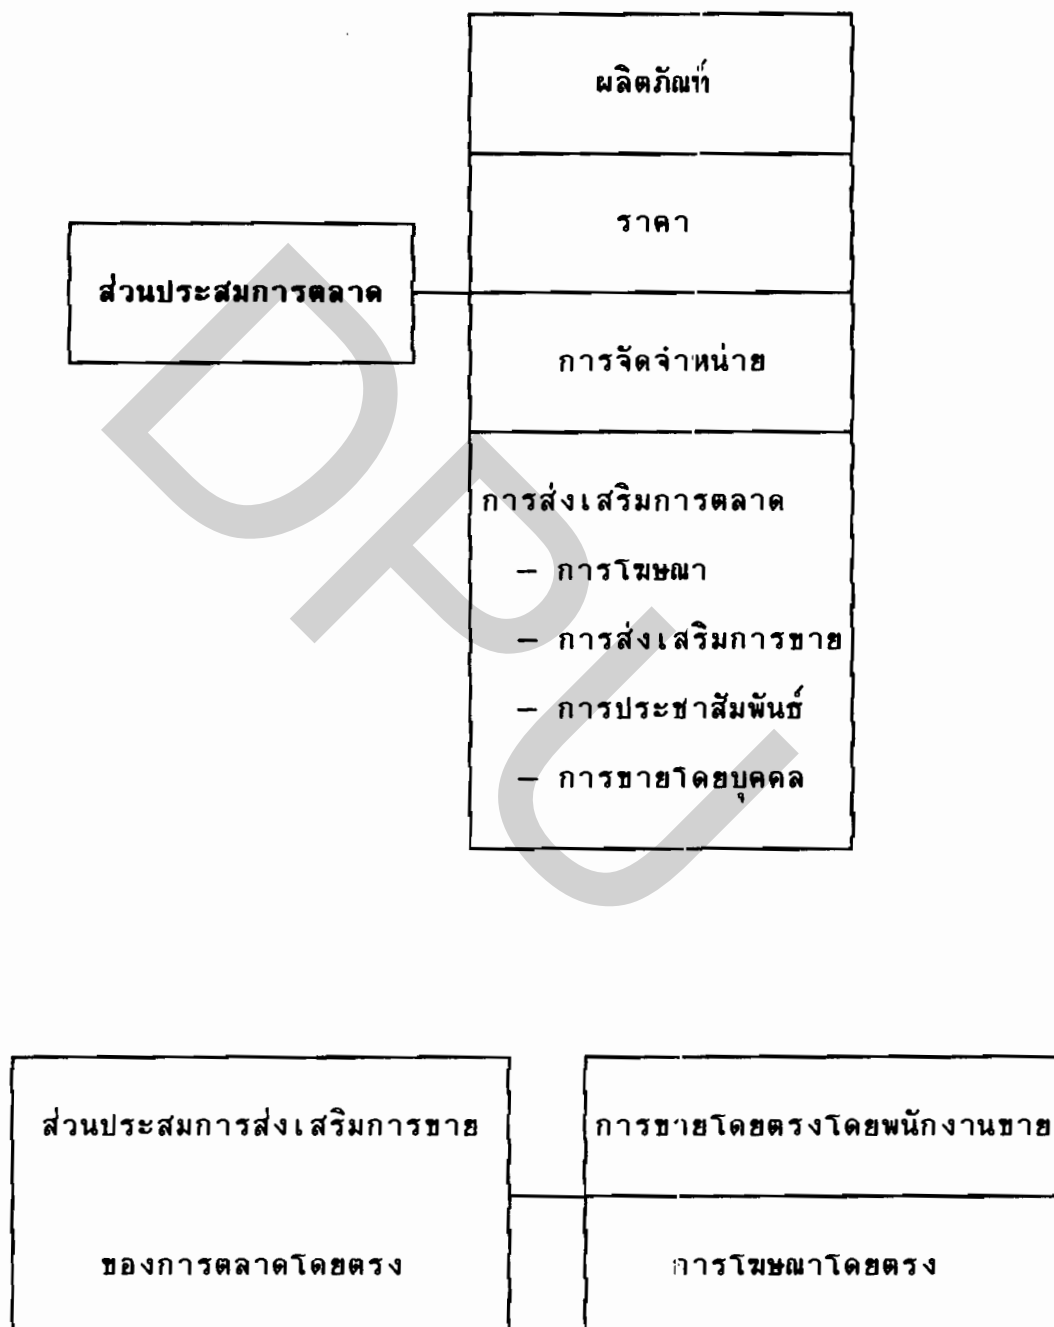 ผลิตภัณฑ์
ราคา
ส่วนประสมการตลาด
การจัดจำหน่าย
การส่งเสริมการตลาด
– การโฆษณา
– การส่งเสริมการขาย
– การประชาสัมพันธ์
– การขายโดยบุคคล
DPU
ส่วนประสมการส่งเสริมการขาย
ของการตลาดโดยตรง
การขายโดยตรงโดยพนักงานขาย
การโฆษณาโดยตรง